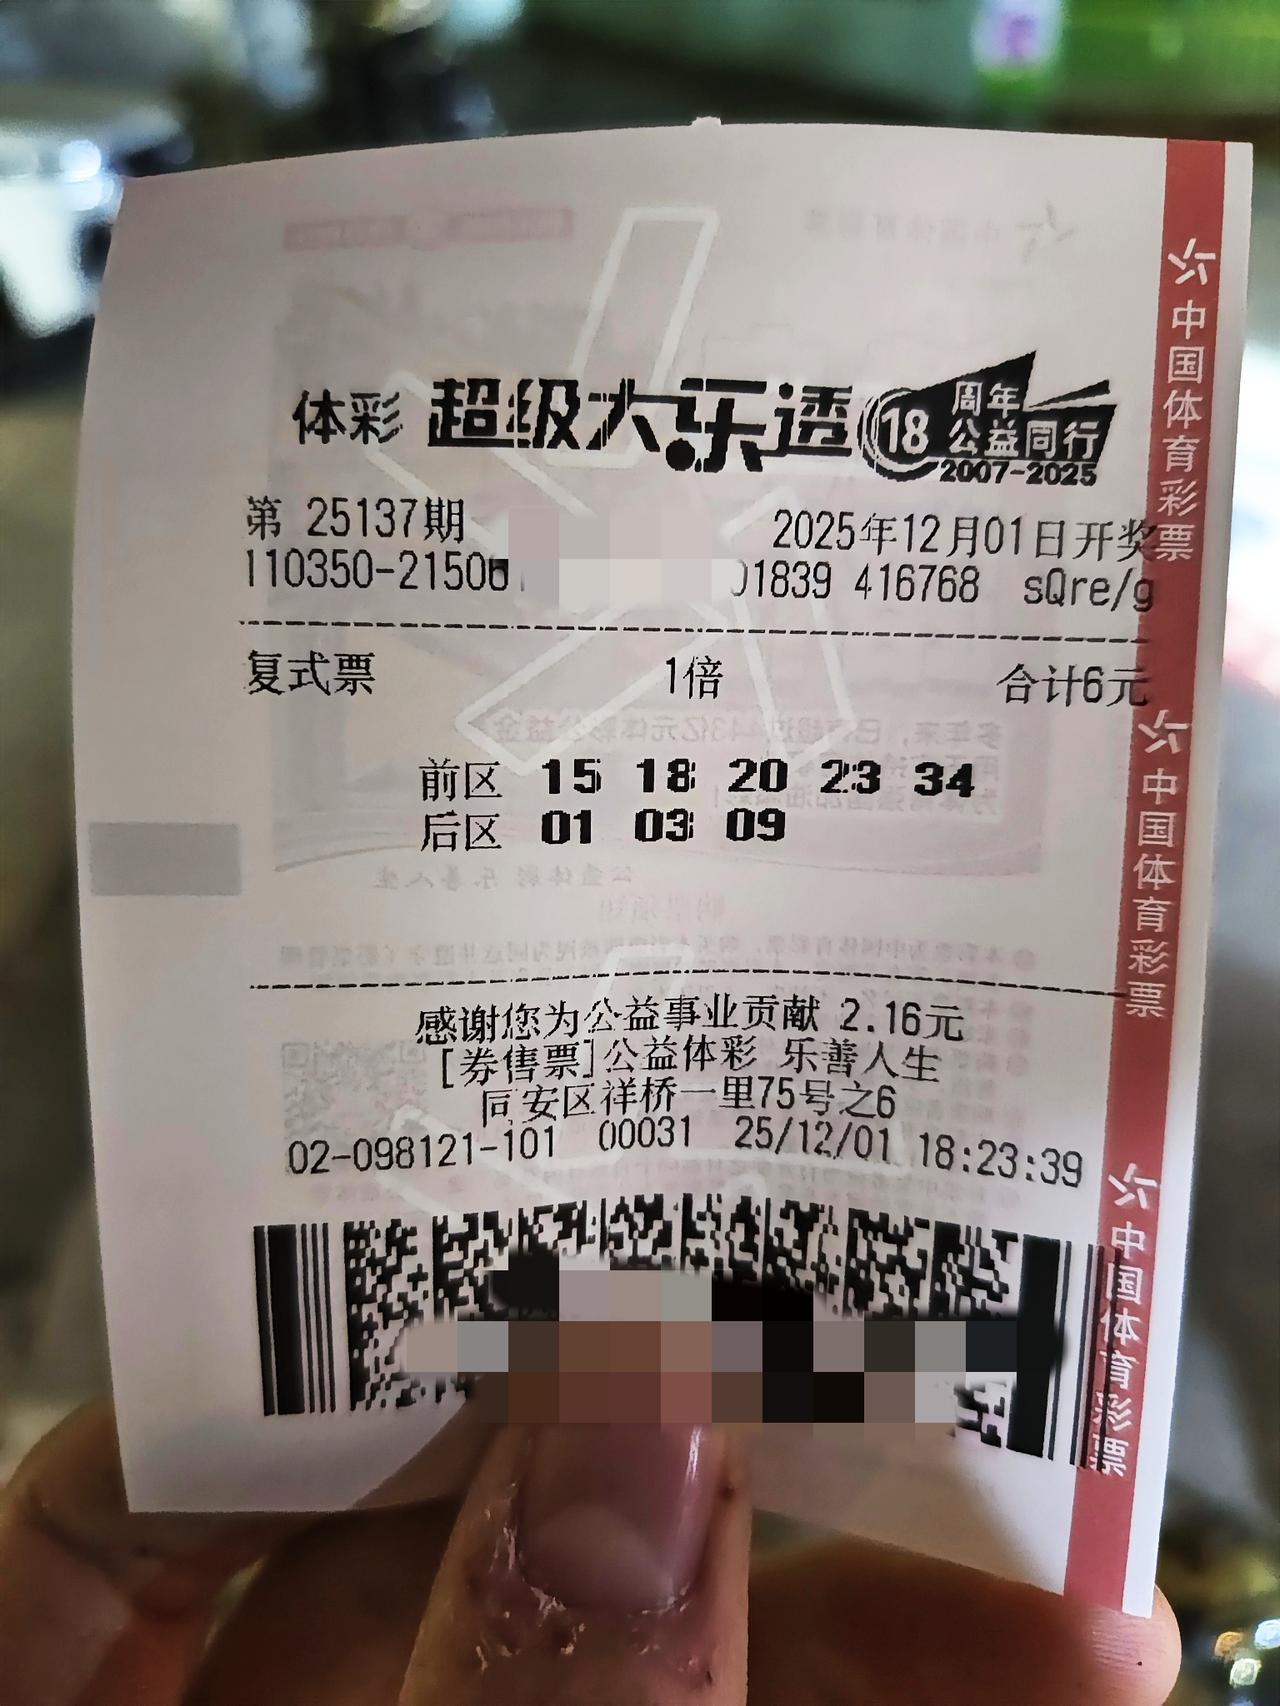 体彩 超级大乐透 18周年 公益同行 2007-2025
第 25137期 2025年12月01日开奖
110350-21506 01839 416768 sQre/g
复式票 1倍 合计6元
前区 15 18 20 23 34
后区 01 03 09
感谢您为公益事业贡献 2.16元
[券售票]公益体彩 乐善人生
同安区祥桥一里75号之6
02-098121-101 00031 25/12/01 18:23:39
中国体育彩票
中国体育彩票
中国体育彩票